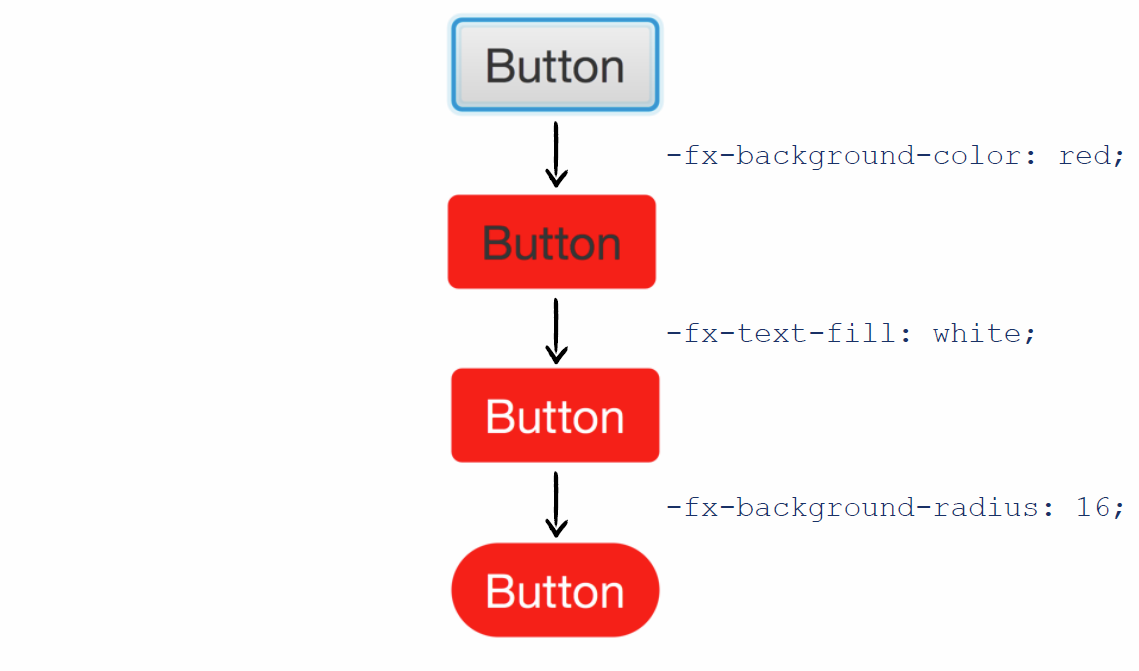 Button
-fx-background-color: red;
Button
-fx-text-fill: white;
Button
-fx-background-radius: 16;
Button